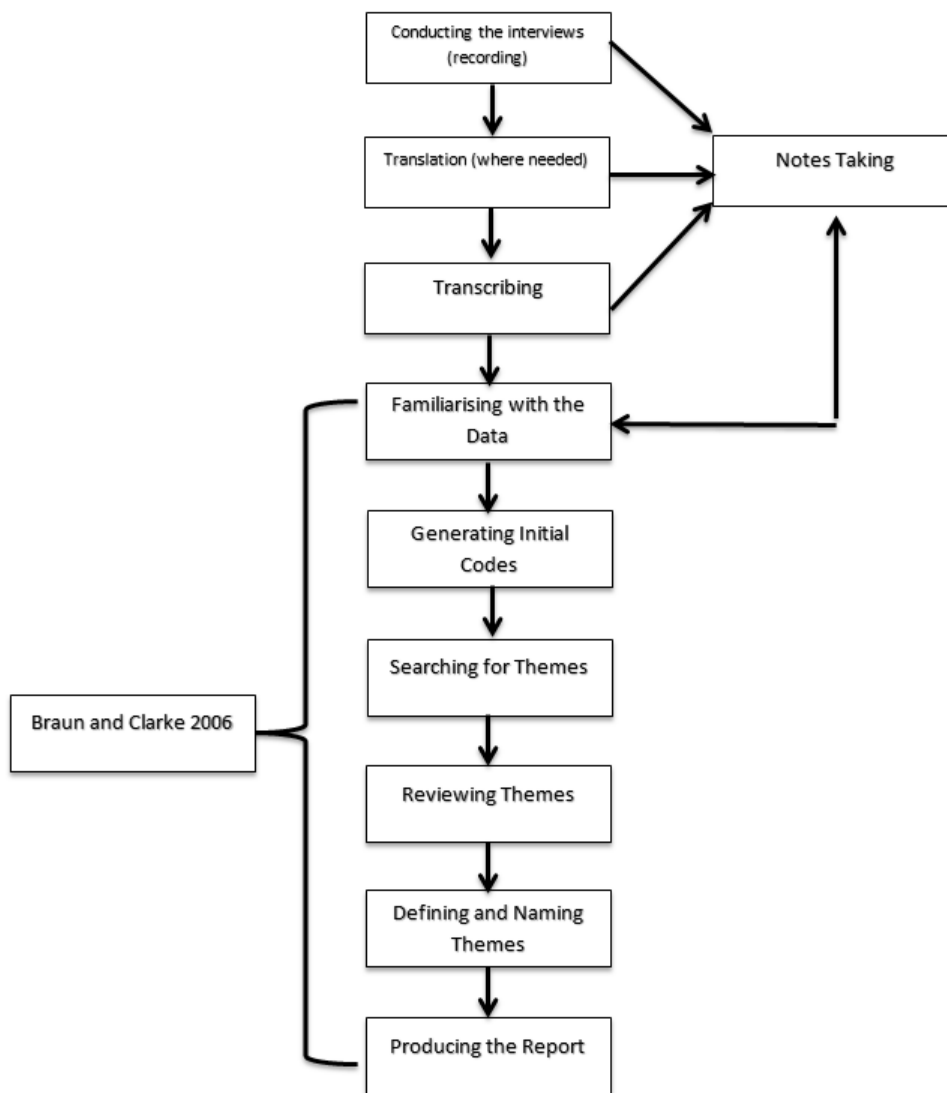 Conducting the interviews
(recording)
Translation (where needed)
Notes Taking
Transcribing
Familiarising with the
Data
Generating Initial
Codes
Searching for Themes
Braun and Clarke 2006
Reviewing Themes
Defining and Naming
Themes
Producing the Report